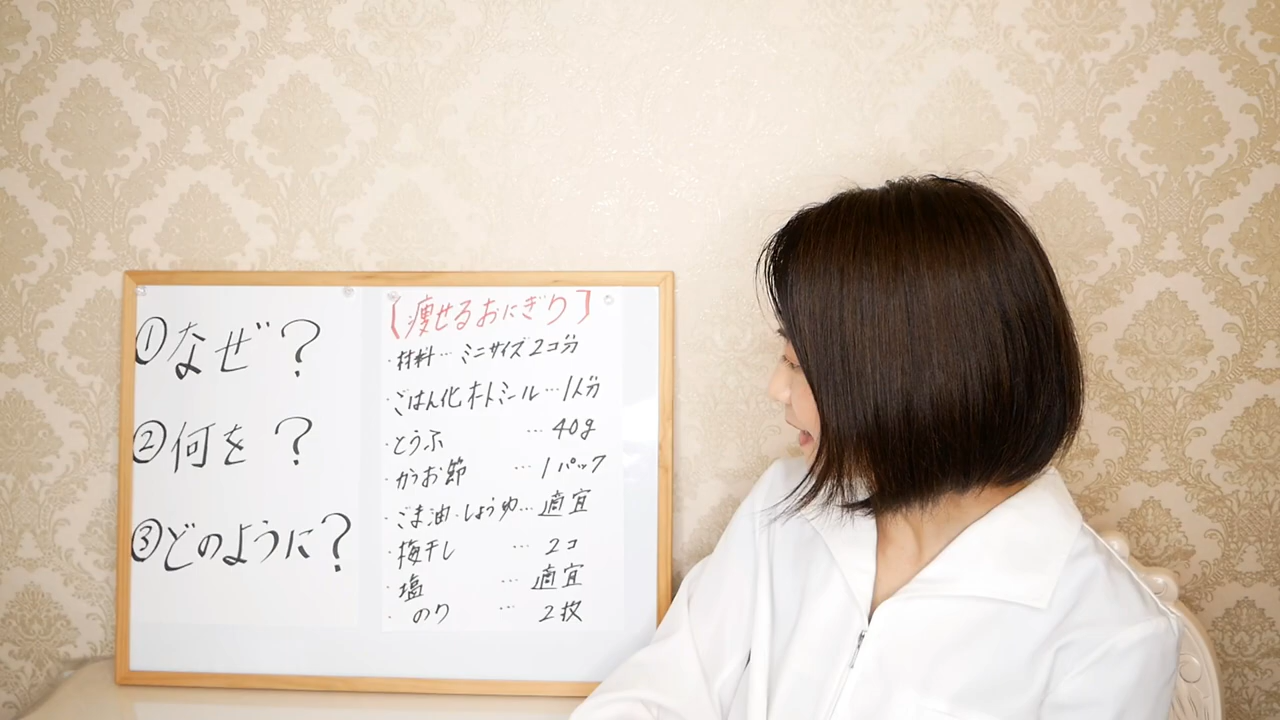 ①なぜ?
②何を?
③どのように?
【痩せるおにぎり】
・材料…ミニサイズ2コ分
・ごはん化オートミール…1人分
・とうふ …40g
・かつお節 …1パック
・ごま油・しょうゆ…適宜
・梅干し …2コ
・塩 …適宜
・のり …2枚